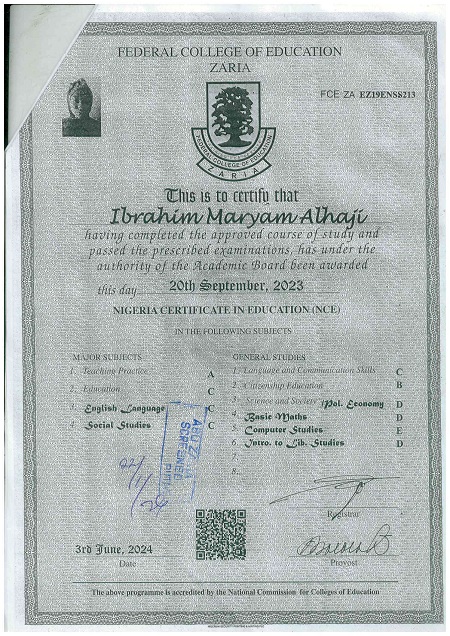 FEDERAL COLLEGE OF EDUCATION
ZARIA
FCE ZA EZ19ENSS213
FEDERAL COLLEGE OF EDUCATION
ZARIA
This is to certify that
Ibrahim Maryam Alhaji
having completed the approved course of study and
passed the prescribed examinations, has under the
authority of the Academic Board been awarded
this day 20th September, 2023
NIGERIA CERTIFICATE IN EDUCATION (NCE)
IN THE FOLLOWING SUBJECTS
MAJOR SUBJECTS
1. Teaching Practice A
2. Education C
3. English Language C
4. Social Studies C
GENERAL STUDIES
1. Language and Communication Skills C
2. Citizenship Education B
3. Science and Society /Pol. Economy D
4. Basic Maths D
5. Computer Studies E
6. Intro. to Lib. Studies D
7.
8.
22/11/24
Registrar
3rd June, 2024
Date
Provost
The above programme is accredited by the National Commission for Colleges of Education